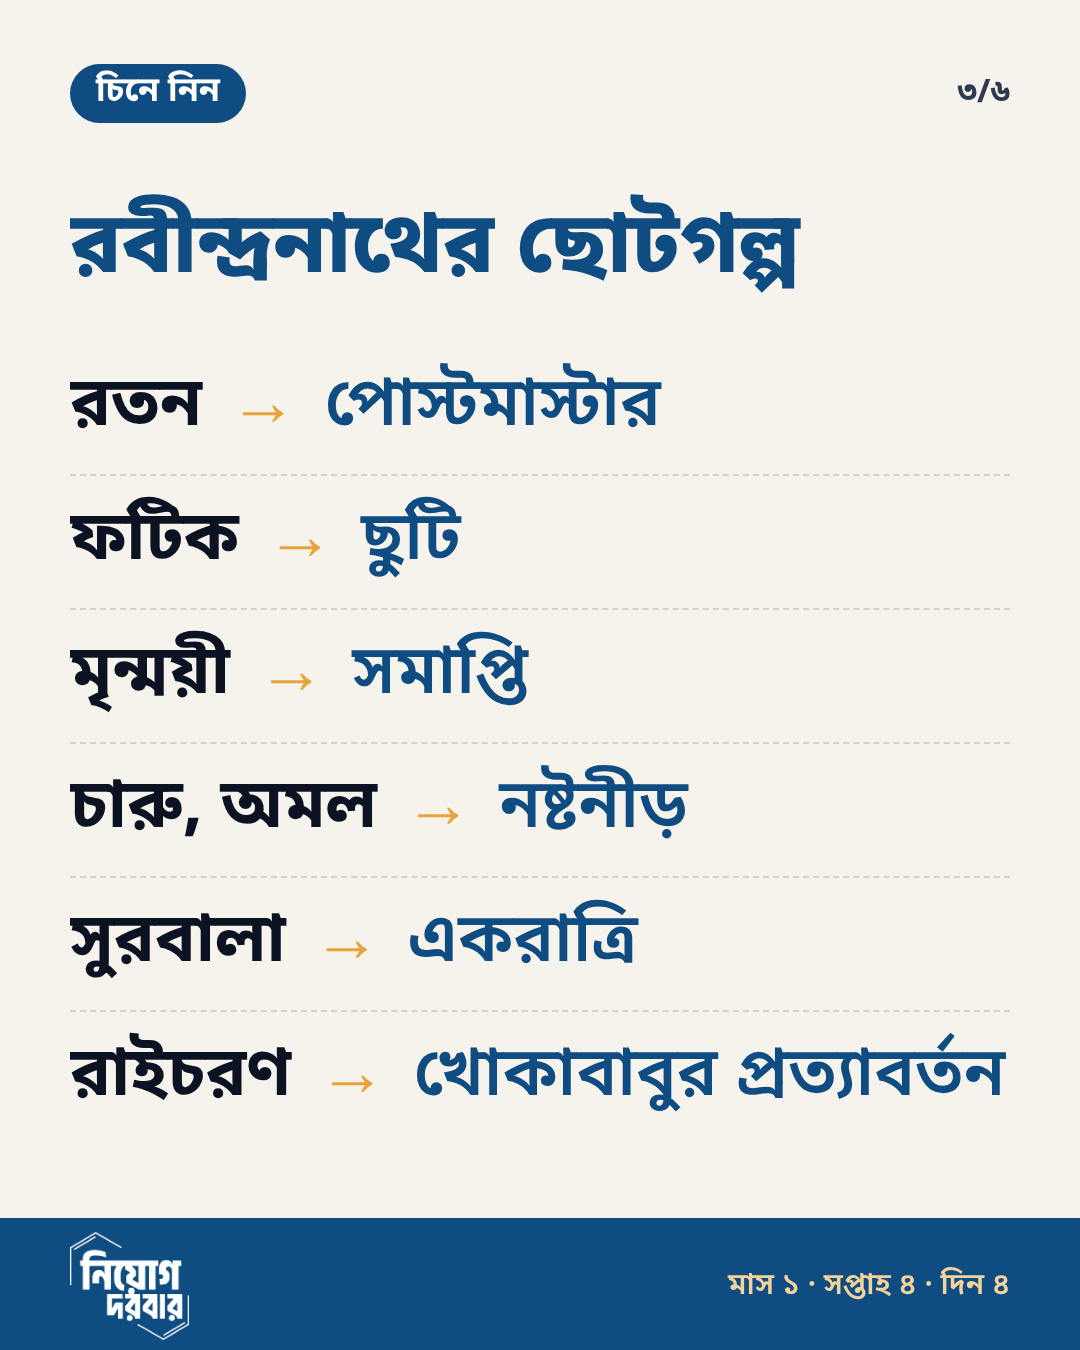 চিনে নিন
৩/৬
রবীন্দ্রনাথের ছোটগল্প
রতন → পোস্টমাস্টার
ফটিক → ছুটি
মৃন্ময়ী → সমাপ্তি
চারু, অমল → নষ্টনীড়
সুরবালা → একরাত্রি
রাইচরণ → খোকাবাবুর প্রত্যাবর্তন
নিয়োগ
দরবার
মাস ১ · সপ্তাহ ৪ · দিন ৪